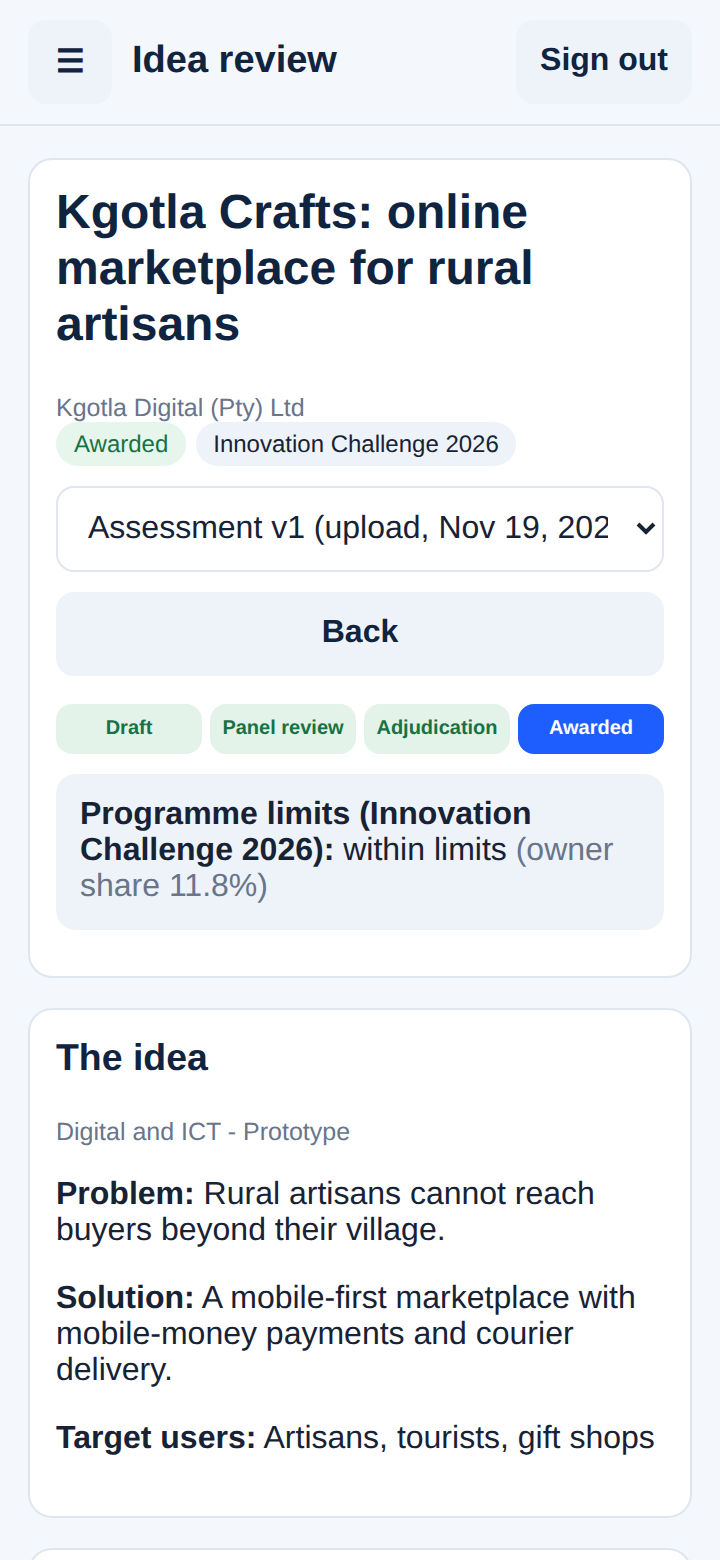 ☰ Idea review Sign out
Kgotla Crafts: online
marketplace for rural
artisans
Kgotla Digital (Pty) Ltd
Awarded Innovation Challenge 2026
Assessment v1 (upload, Nov 19, 202
Back
Draft Panel review Adjudication Awarded
Programme limits (Innovation
Challenge 2026): within limits (owner
share 11.8%)
The idea
Digital and ICT - Prototype
Problem: Rural artisans cannot reach
buyers beyond their village.
Solution: A mobile-first marketplace with
mobile-money payments and courier
delivery.
Target users: Artisans, tourists, gift shops